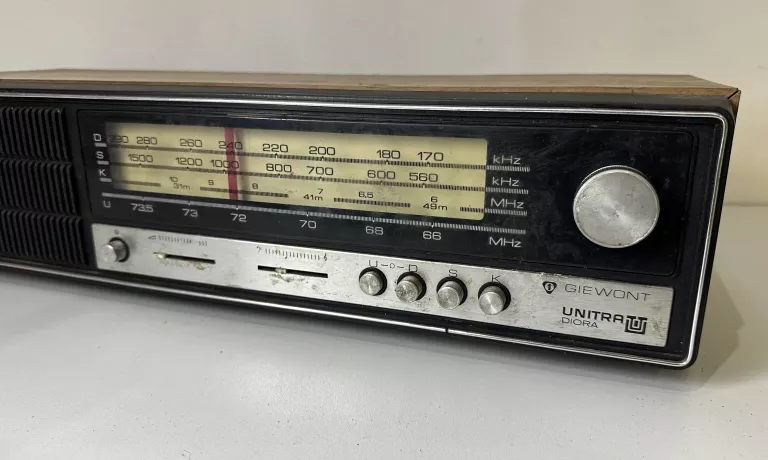 D 290 280 260 240 220 200 180 170 kHz
S 1500 1200 1000 800 700 600 560 kHz
K 10 31m 9 8 7 41m 6.5 6 49m MHz
U 73.5 73 72 70 68 66 MHz
U D S K
GIEWONT
UNITRA
DIORA